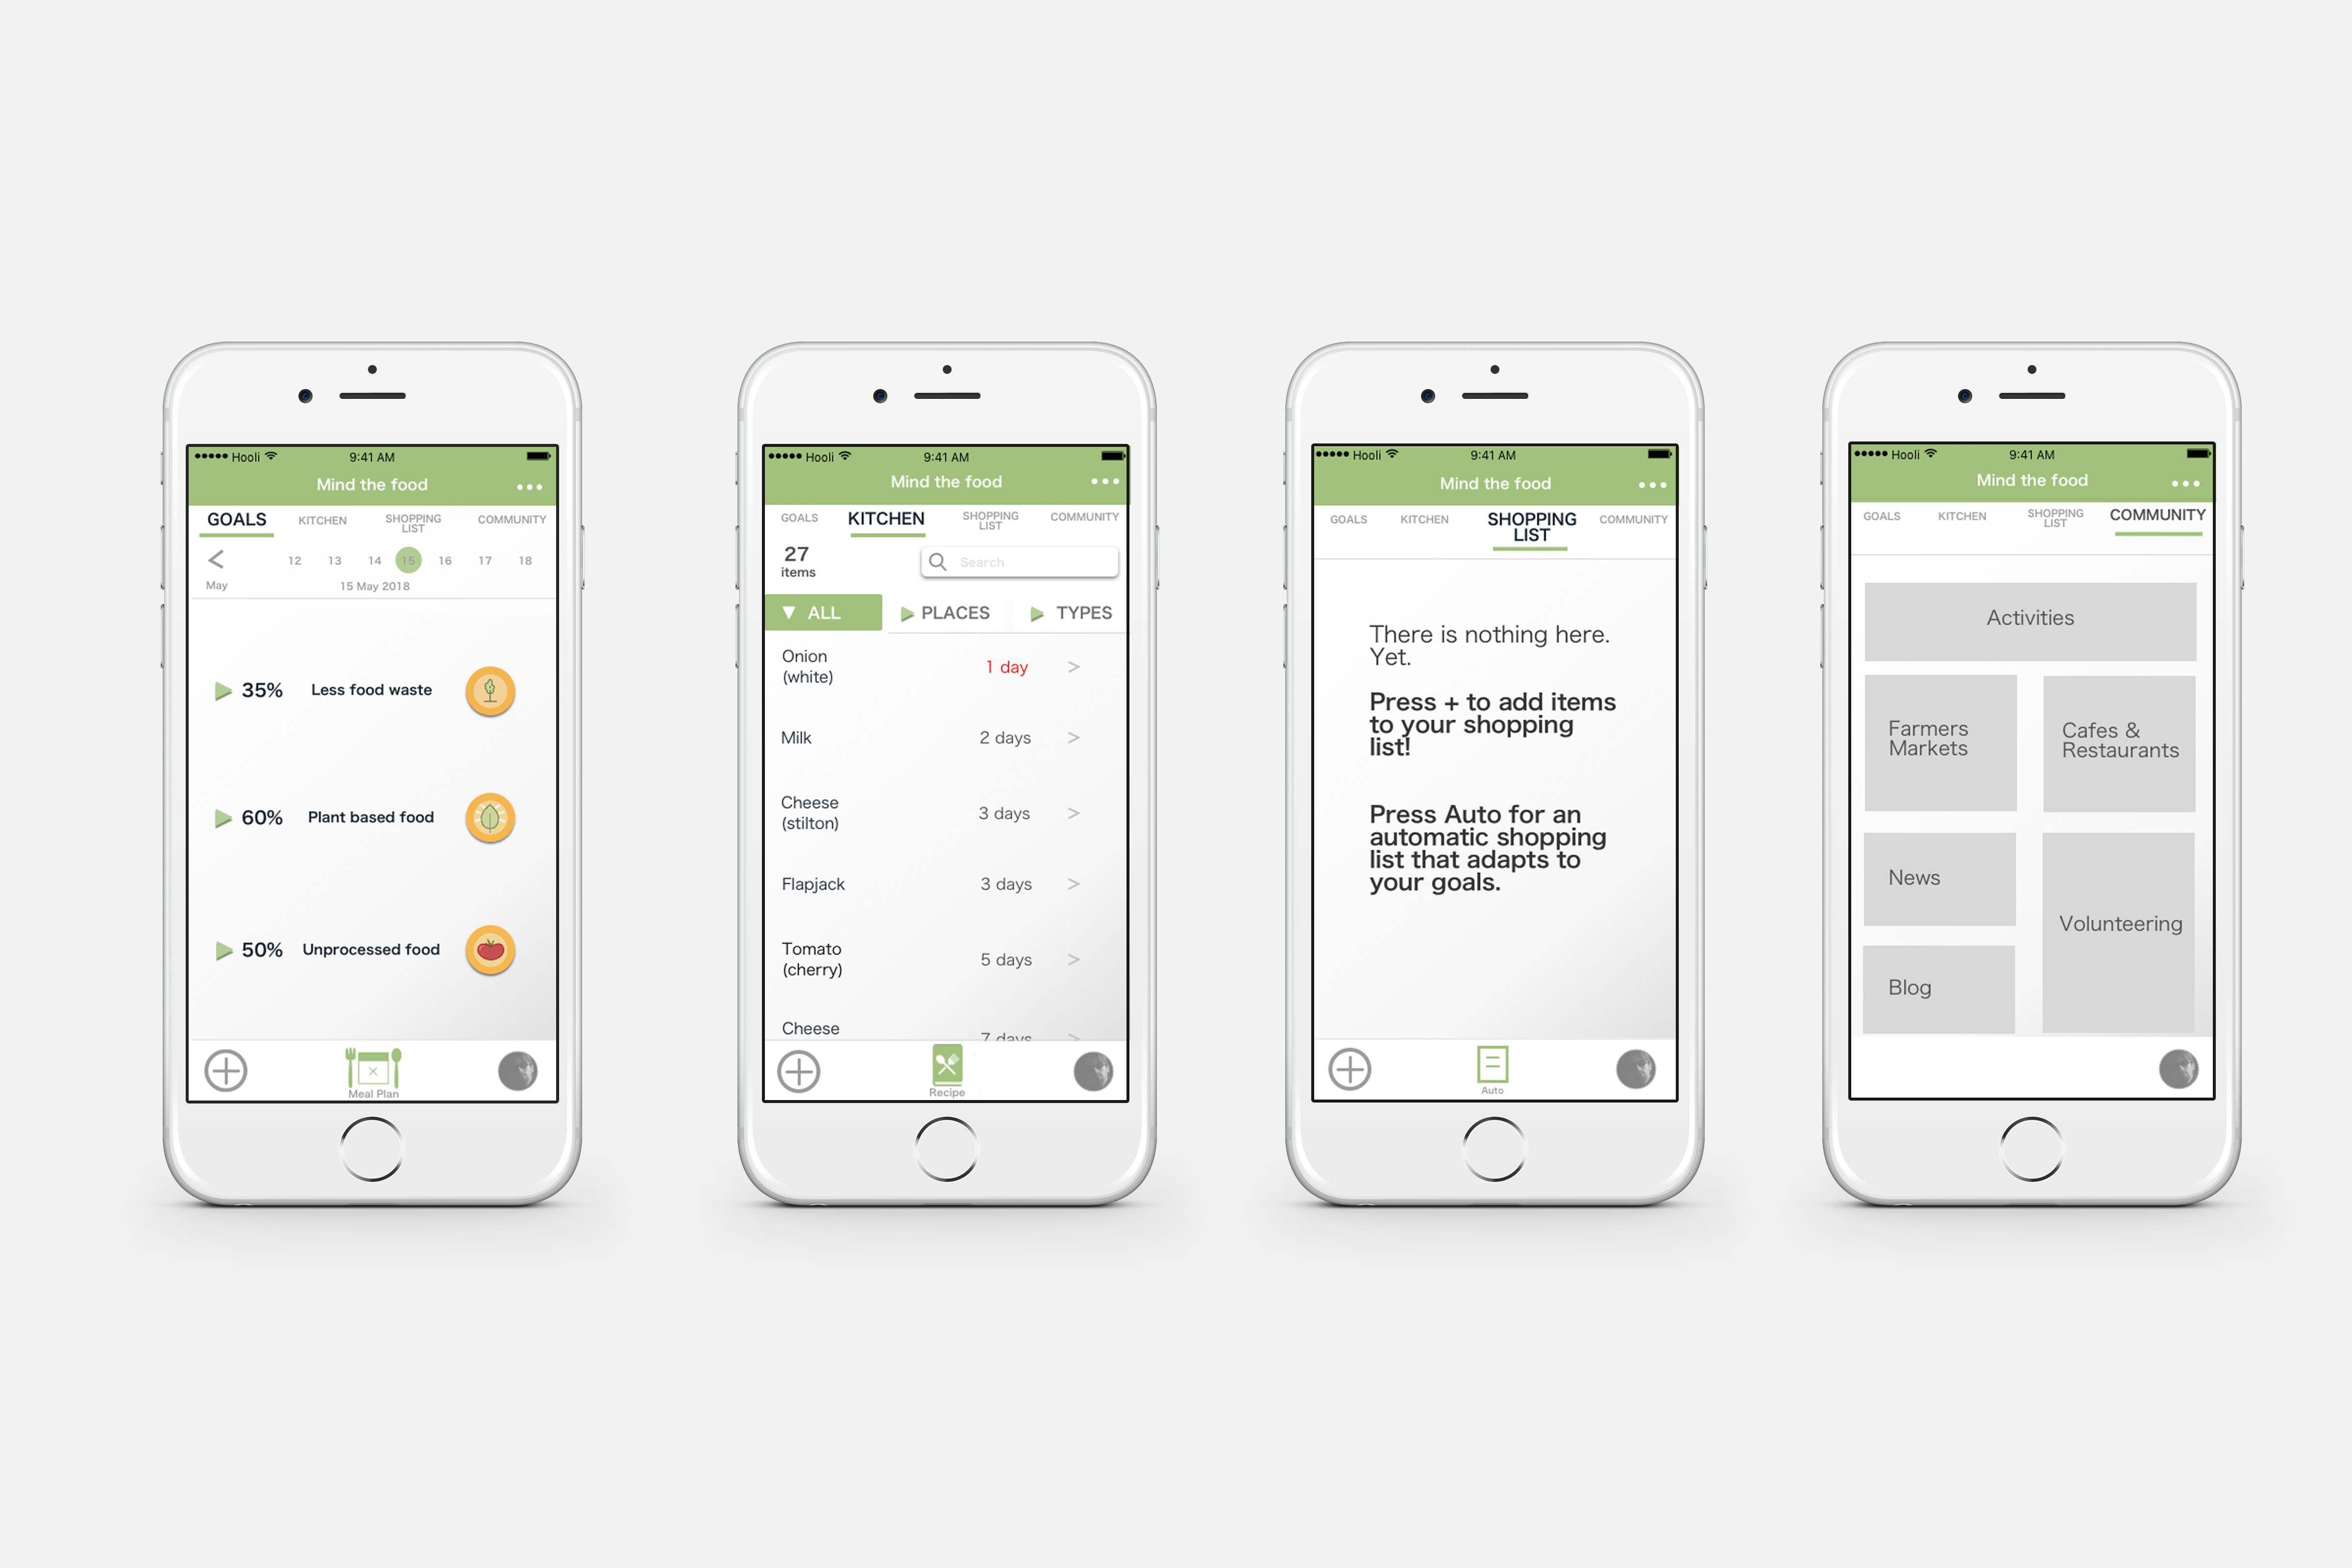 Hooli 9:41 AM
Mind the food
GOALS KITCHEN SHOPPING COMMUNITY
LIST
< 12 13 14 15 16 17 18
May 15 May 2018
35% Less food waste
60% Plant based food
50% Unprocessed food
Meal Plan
Hooli 9:41 AM
Mind the food
GOALS KITCHEN SHOPPING COMMUNITY
LIST
27
items
Search
ALL PLACES TYPES
Onion
(white) 1 day >
Milk 2 days >
Cheese
(stilton) 3 days >
Flapjack 3 days >
Tomato
(cherry) 5 days >
Cheese
7 days >
Recipe
Hooli 9:41 AM
Mind the food
GOALS KITCHEN SHOPPING COMMUNITY
LIST
There is nothing here.
Yet.
Press + to add items
to your shopping
list!
Press Auto for an
automatic shopping
list that adapts to
your goals.
Auto
Hooli 9:41 AM
Mind the food
GOALS KITCHEN SHOPPING COMMUNITY
LIST
Activities
Farmers
Markets
Cafes &
Restaurants
News
Volunteering
Blog